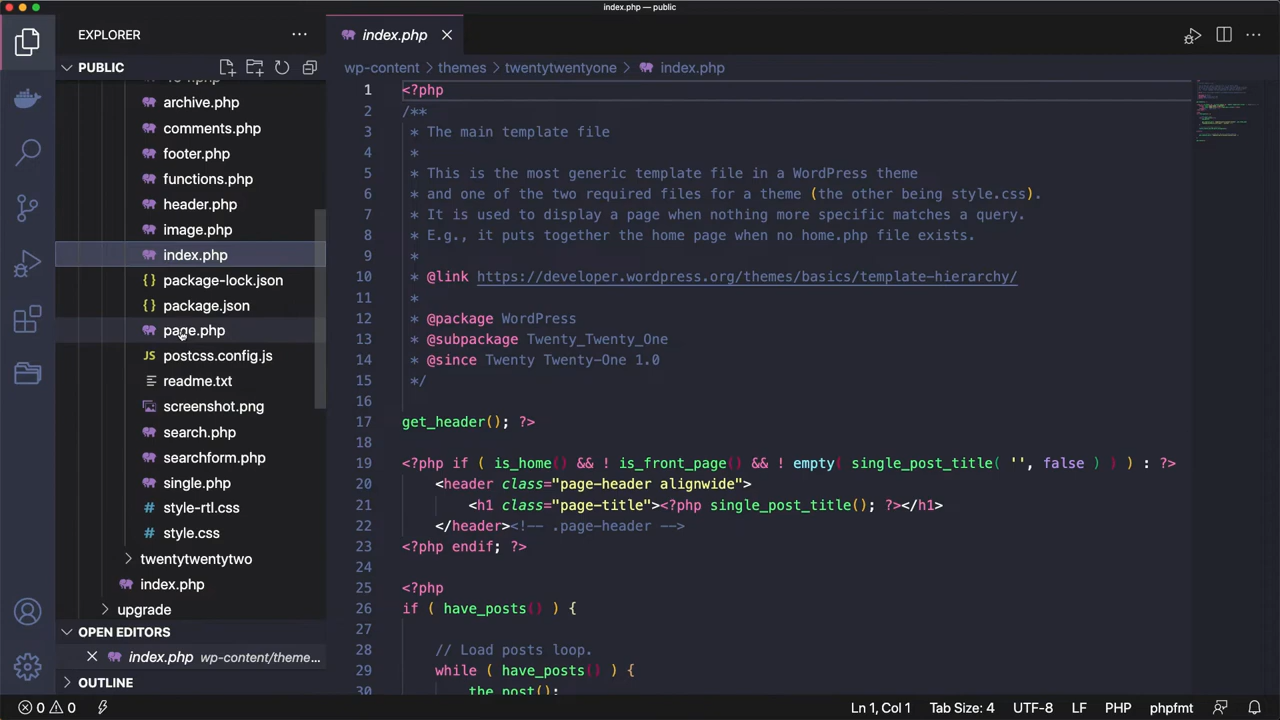 index.php — public
EXPLORER
PUBLIC
archive.php
comments.php
footer.php
functions.php
header.php
image.php
index.php
package-lock.json
package.json
page.php
JS postcss.config.js
readme.txt
screenshot.png
search.php
searchform.php
single.php
# style-rtl.css
# style.css
twentytwentytwo
index.php
upgrade
OPEN EDITORS
index.php wp-content/theme...
OUTLINE
index.php
wp-content > themes > twentytwentyone > index.php
1 <?php
2 /**
3 * The main template file
4 *
5 * This is the most generic template file in a WordPress theme
6 * and one of the two required files for a theme (the other being style.css).
7 * It is used to display a page when nothing more specific matches a query.
8 * E.g., it puts together the home page when no home.php file exists.
9 *
10 * @link https://developer.wordpress.org/themes/basics/template-hierarchy/
11 *
12 * @package WordPress
13 * @subpackage Twenty_Twenty_One
14 * @since Twenty Twenty-One 1.0
15 */
16
17 get_header(); ?>
18
19 <?php if ( is_home() && ! is_front_page() && ! empty( single_post_title( '', false ) ) ) : ?>
20 <header class="page-header alignwide">
21 <h1 class="page-title"><?php single_post_title(); ?></h1>
22 </header><!-- .page-header -->
23 <?php endif; ?>
24
25 <?php
26 if ( have_posts() ) {
27
28 // Load posts loop.
29 while ( have_posts() ) {
30 the_post();
0 0 Ln 1, Col 1 Tab Size: 4 UTF-8 LF PHP phpfmt